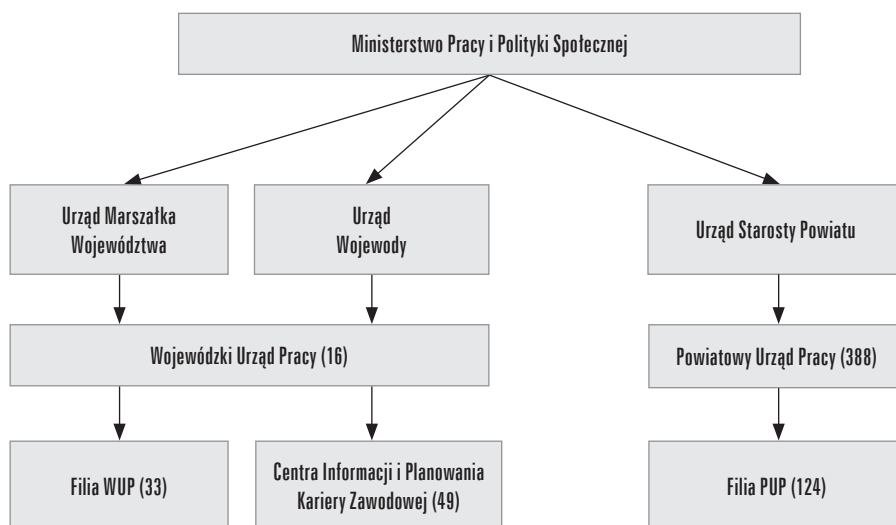 Ministerstwo Pracy i Polityki Społecznej
Urząd Marszałka
Województwa
Urząd
Wojewody
Urząd Starosty Powiatu
Wojewódzki Urząd Pracy (16)
Powiatowy Urząd Pracy (388)
Filia WUP (33)
Centra Informacji i Planowania
Kariery Zawodowej (49)
Filia PUP (124)